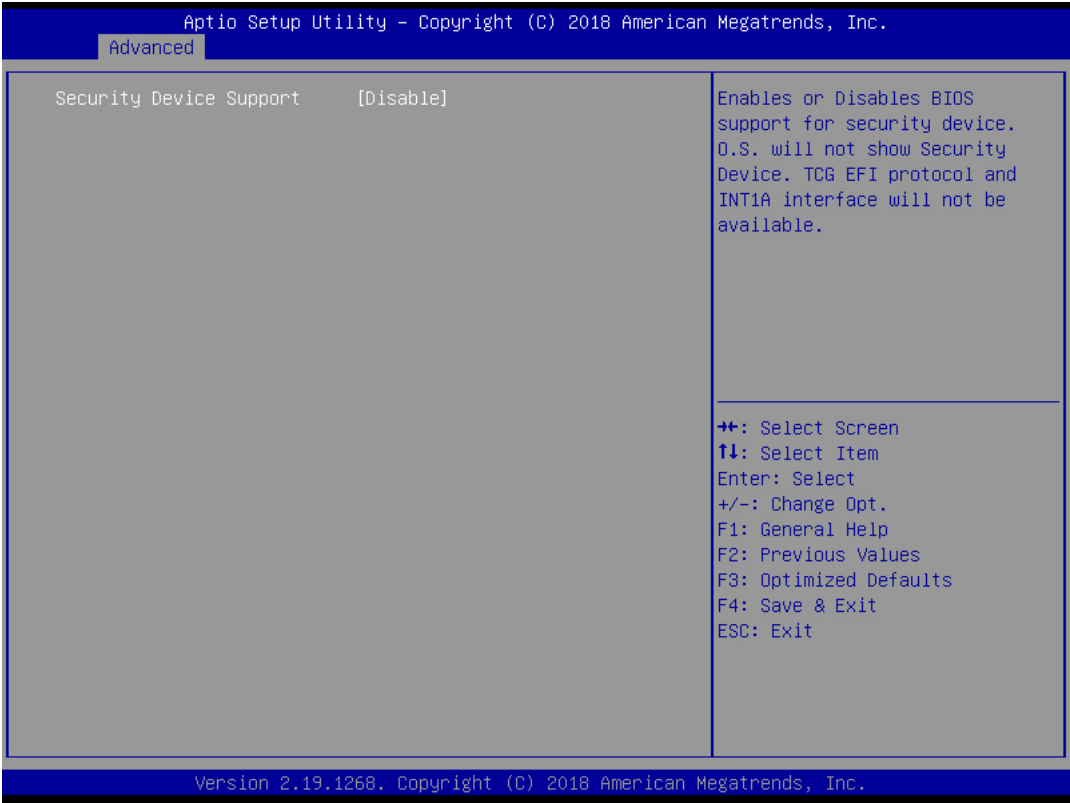 Aptio Setup Utility – Copyright (C) 2018 American Megatrends, Inc.
Advanced
Security Device Support [Disable]
Enables or Disables BIOS
support for security device.
O.S. will not show Security
Device. TCG EFI protocol and
INT1A interface will not be
available.
→←: Select Screen
↑↓: Select Item
Enter: Select
+/-: Change Opt.
F1: General Help
F2: Previous Values
F3: Optimized Defaults
F4: Save & Exit
ESC: Exit
Version 2.19.1268. Copyright (C) 2018 American Megatrends, Inc.